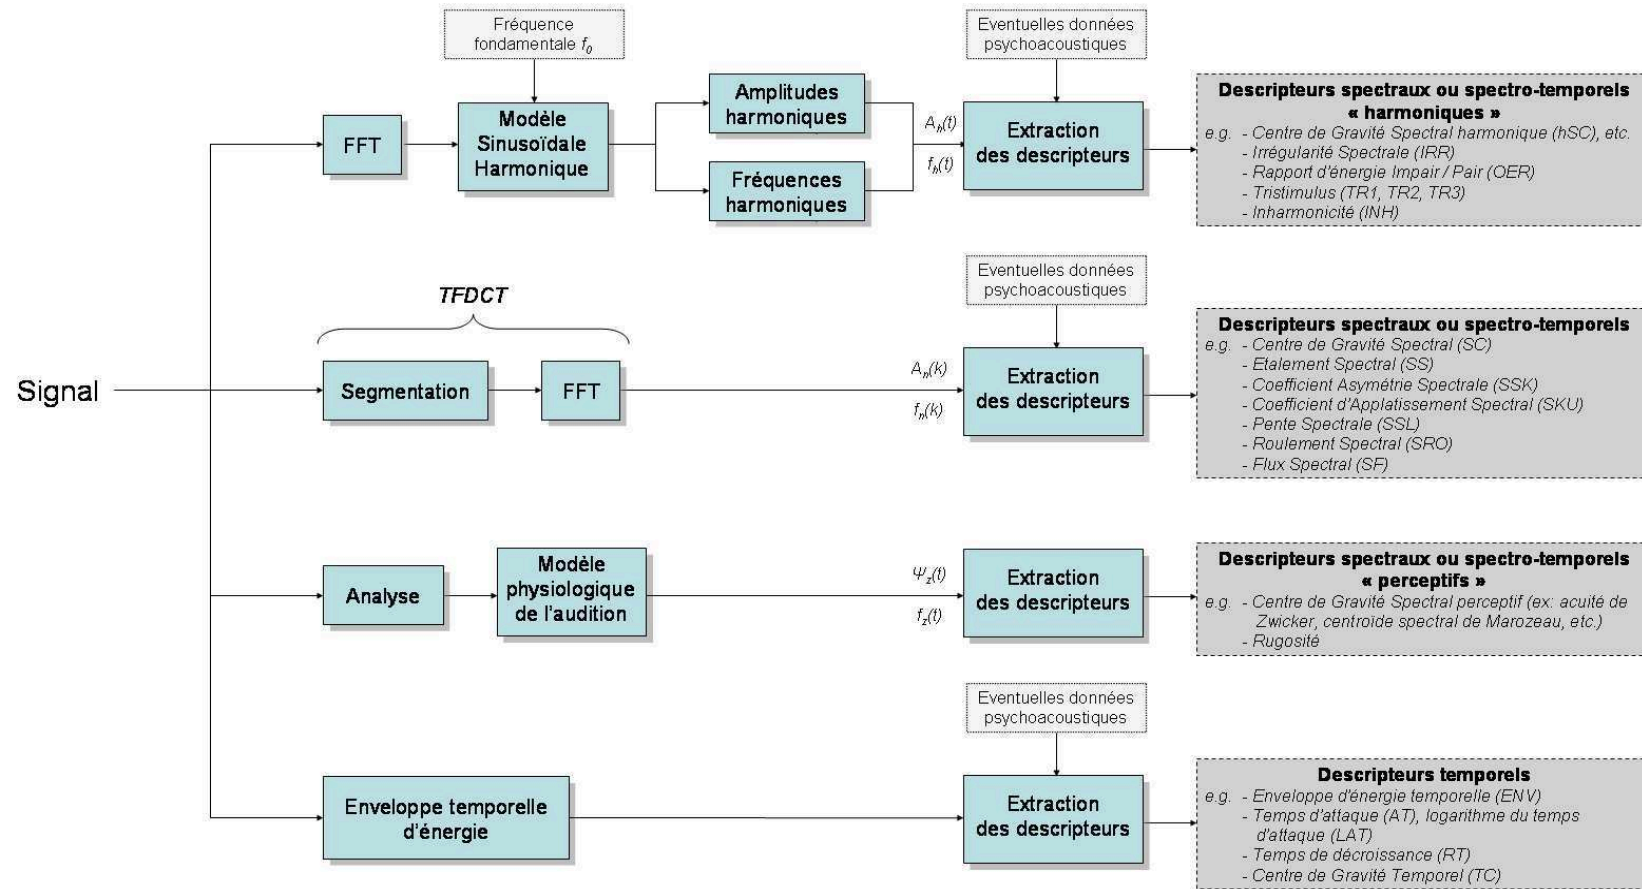 Fréquence
fondamentale f0
Eventuelles données
psychoacoustiques
FFT
Modèle
Sinusoïdale
Harmonique
Amplitudes
harmoniques
Fréquences
harmoniques
Ah(t)
fh(t)
Extraction
des descripteurs
Descripteurs spectraux ou spectro-temporels
« harmoniques »
e.g. - Centre de Gravité Spectral harmonique (hSC), etc.
- Irrégularité Spectrale (IRR)
- Rapport d'énergie Impair / Pair (OER)
- Tristimulus (TR1, TR2, TR3)
- Inharmonicité (INH)
Signal
TFDCT
Segmentation
FFT
An(k)
fn(k)
Eventuelles données
psychoacoustiques
Extraction
des descripteurs
Descripteurs spectraux ou spectro-temporels
e.g. - Centre de Gravité Spectral (SC)
- Etalement Spectral (SS)
- Coefficient Asymétrie Spectrale (SSK)
- Coefficient d'Applatissement Spectral (SKU)
- Pente Spectrale (SSL)
- Roulement Spectral (SRO)
- Flux Spectral (SF)
Analyse
Modèle
physiologique
de l'audition
Ψz(t)
fz(t)
Extraction
des descripteurs
Descripteurs spectraux ou spectro-temporels
« perceptifs »
e.g. - Centre de Gravité Spectral perceptif (ex: acuité de
Zwicker, centroïde spectral de Marozeau, etc.)
- Rugosité
Enveloppe temporelle
d'énergie
Eventuelles données
psychoacoustiques
Extraction
des descripteurs
Descripteurs temporels
e.g. - Enveloppe d'énergie temporelle (ENV)
- Temps d'attaque (AT), logarithme du temps
d'attaque (LAT)
- Temps de décroissance (RT)
- Centre de Gravité Temporel (TC)